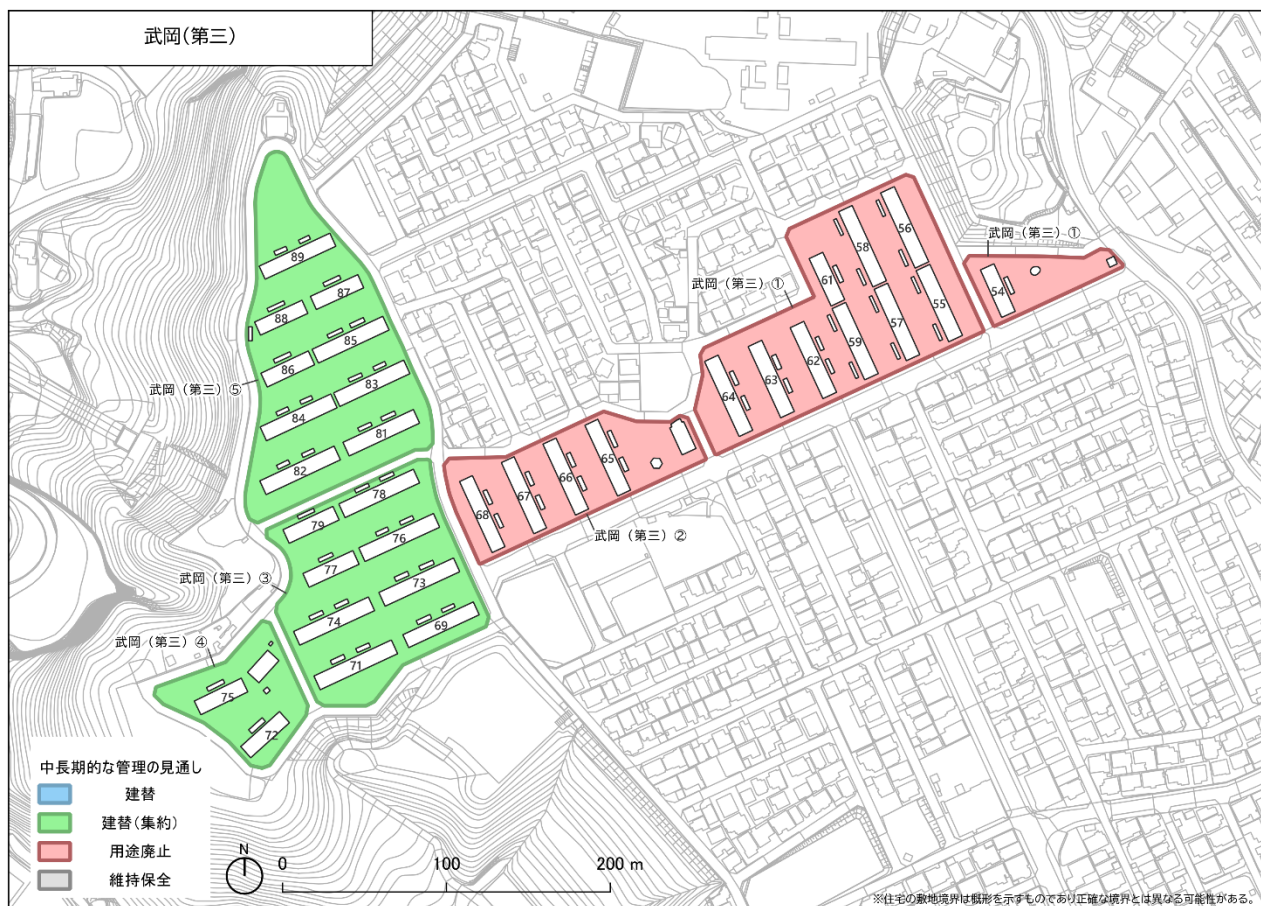 武岡(第三)
武岡（第三）①
56
58
54
61
武岡（第三）①
55
57
59
62
63
64
89
87
88
85
86
83
武岡（第三）⑤
84
81
82
65
66
67
68
武岡（第三）②
78
79
76
77
73
武岡（第三）③
74
69
71
武岡（第三）④
75
72
中長期的な管理の見通し
建替
建替(集約)
用途廃止
維持保全
N
0
100
200 m
※住宅の敷地境界は概形を示すものであり正確な境界とは異なる可能性がある。